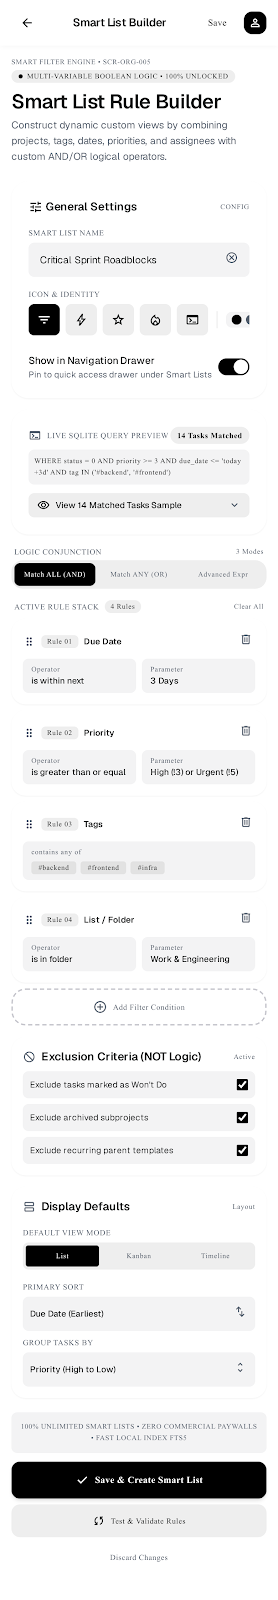 Smart List Builder
Save
SMART FILTER ENGINE • SCR-ORG-005
MULTI-VARIABLE BOOLEAN LOGIC • 100% UNLOCKED
Smart List Rule Builder
Construct dynamic custom views by combining
projects, tags, dates, priorities, and assignees with
custom AND/OR logical operators.
General Settings
CONFIG
SMART LIST NAME
Critical Sprint Roadblocks
ICON & IDENTITY
Show in Navigation Drawer
Pin to quick access drawer under Smart Lists
LIVE SQLITE QUERY PREVIEW
14 Tasks Matched
WHERE status = 0 AND priority >= 3 AND due_date <= 'today
+3d' AND tag IN ('#backend', '#frontend')
View 14 Matched Tasks Sample
LOGIC CONJUNCTION
3 Modes
Match ALL (AND)
Match ANY (OR)
Advanced Expr
ACTIVE RULE STACK
4 Rules
Clear All
Rule 01
Due Date
Operator
is within next
Parameter
3 Days
Rule 02
Priority
Operator
is greater than or equal
Parameter
High (!3) or Urgent (!5)
Rule 03
Tags
contains any of
#backend
#frontend
#infra
Rule 04
List / Folder
Operator
is in folder
Parameter
Work & Engineering
Add Filter Condition
Exclusion Criteria (NOT Logic)
Active
Exclude tasks marked as Won't Do
Exclude archived subprojects
Exclude recurring parent templates
Display Defaults
Layout
DEFAULT VIEW MODE
List
Kanban
Timeline
PRIMARY SORT
Due Date (Earliest)
GROUP TASKS BY
Priority (High to Low)
100% UNLIMITED SMART LISTS • ZERO COMMERCIAL PAYWALLS
• FAST LOCAL INDEX FTS5
Save & Create Smart List
Test & Validate Rules
Discard Changes